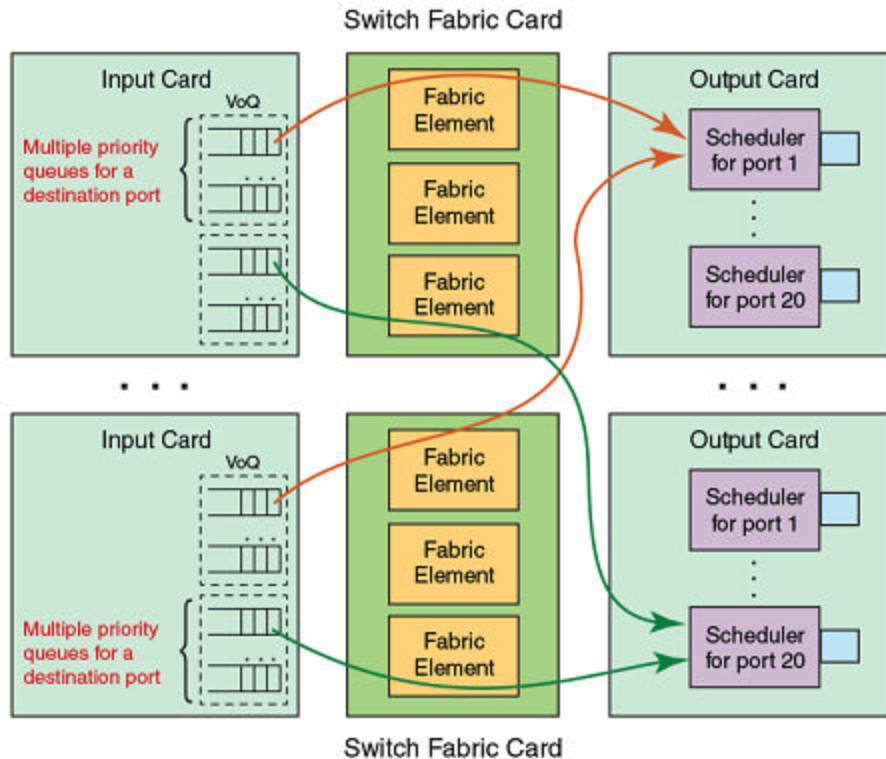 Switch Fabric Card
Input Card
VoQ
Multiple priority
queues for a
destination port
Fabric
Element
Fabric
Element
Fabric
Element
Output Card
Scheduler
for port 1
Scheduler
for port 20
Input Card
VoQ
Multiple priority
queues for a
destination port
Fabric
Element
Fabric
Element
Fabric
Element
Output Card
Scheduler
for port 1
Scheduler
for port 20
Switch Fabric Card